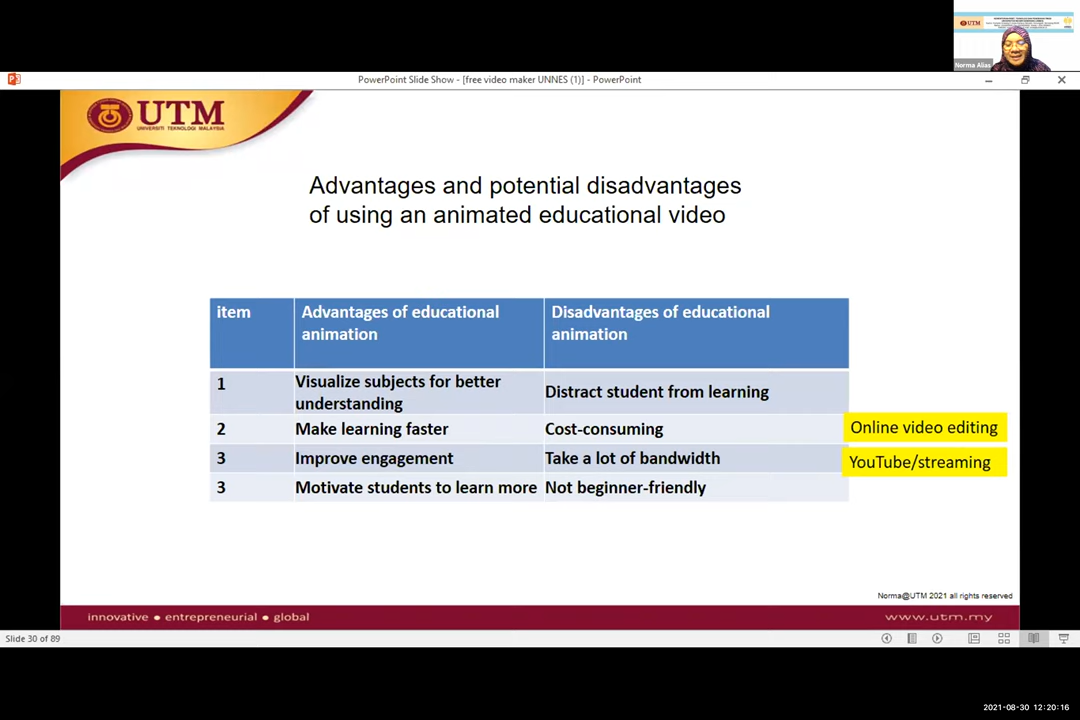 UTM
Norma Alias
PowerPoint Slide Show - [free video maker UNNES (1)] - PowerPoint
UTM
UNIVERSITI TEKNOLOGI MALAYSIA
Advantages and potential disadvantages
of using an animated educational video
item
Advantages of educational
animation
Disadvantages of educational
animation
1
Visualize subjects for better
understanding
Distract student from learning
2
Make learning faster
Cost-consuming
Online video editing
3
Improve engagement
Take a lot of bandwidth
YouTube/streaming
3
Motivate students to learn more
Not beginner-friendly
Norma@UTM 2021 all rights reserved
innovative ● entrepreneurial ● global
www.utm.my
Slide 30 of 89
2021-08-30 12:20:16